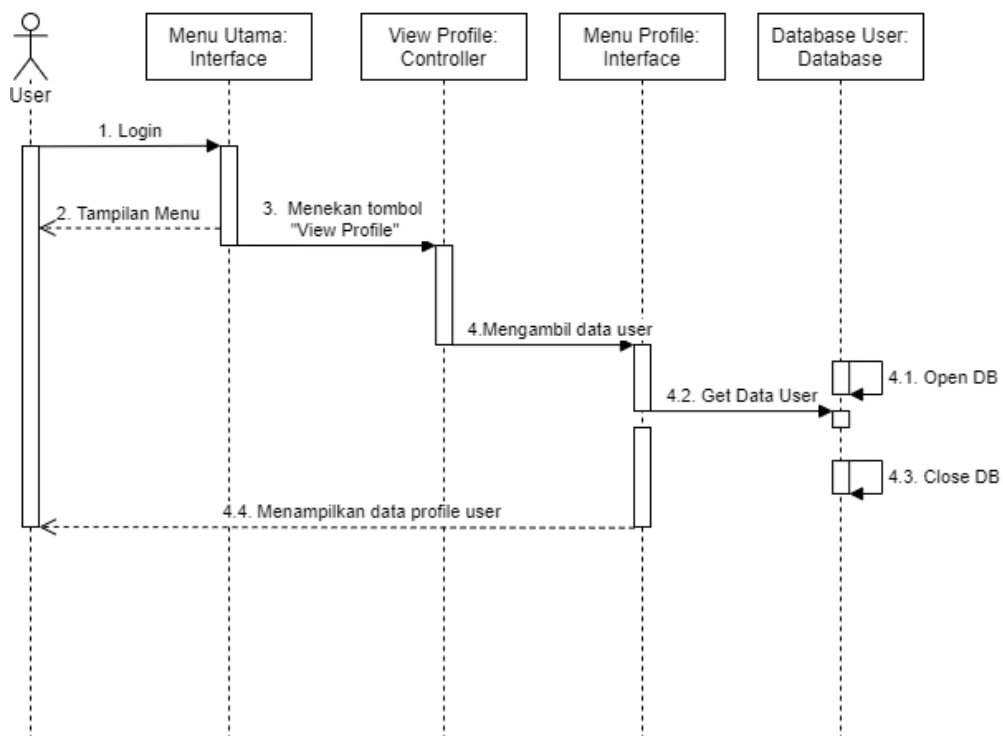 Menu Utama:
Interface
View Profile:
Controller
Menu Profile:
Interface
Database User:
Database
User
1. Login
2. Tampilan Menu
3.  Menekan tombol
"View Profile"
4.Mengambil data user
4.1. Open DB
4.2. Get Data User
4.3. Close DB
4.4. Menampilkan data profile user